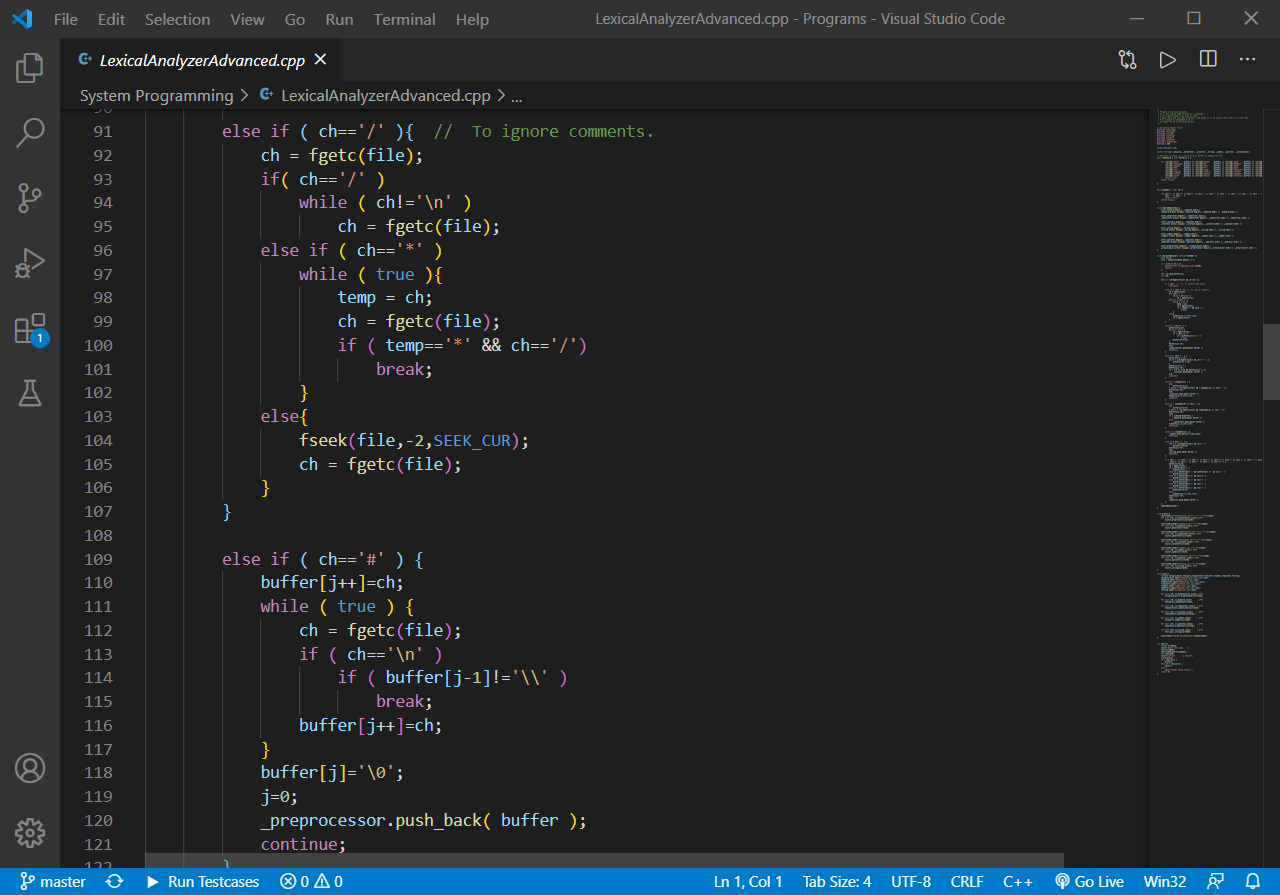 File Edit Selection View Go Run Terminal Help LexicalAnalyzerAdvanced.cpp - Programs - Visual Studio Code
LexicalAnalyzerAdvanced.cpp
System Programming > LexicalAnalyzerAdvanced.cpp > ...
91 else if ( ch=='/' ){ // To ignore comments.
92 ch = fgetc(file);
93 if( ch=='/' )
94 while ( ch!='\n' )
95 ch = fgetc(file);
96 else if ( ch=='*' )
97 while ( true ){
98 temp = ch;
99 ch = fgetc(file);
100 if ( temp=='*' && ch=='/')
101 break;
102 }
103 else{
104 fseek(file,-2,SEEK_CUR);
105 ch = fgetc(file);
106 }
107 }
108
109 else if ( ch=='#' ) {
110 buffer[j++]=ch;
111 while ( true ) {
112 ch = fgetc(file);
113 if ( ch=='\n' )
114 if ( buffer[j-1]!='\\' )
115 break;
116 buffer[j++]=ch;
117 }
118 buffer[j]='\0';
119 j=0;
120 _preprocessor.push_back( buffer );
121 continue;
122 }
1
master Run Testcases 0 0 Ln 1, Col 1 Tab Size: 4 UTF-8 CRLF C++ Go Live Win32